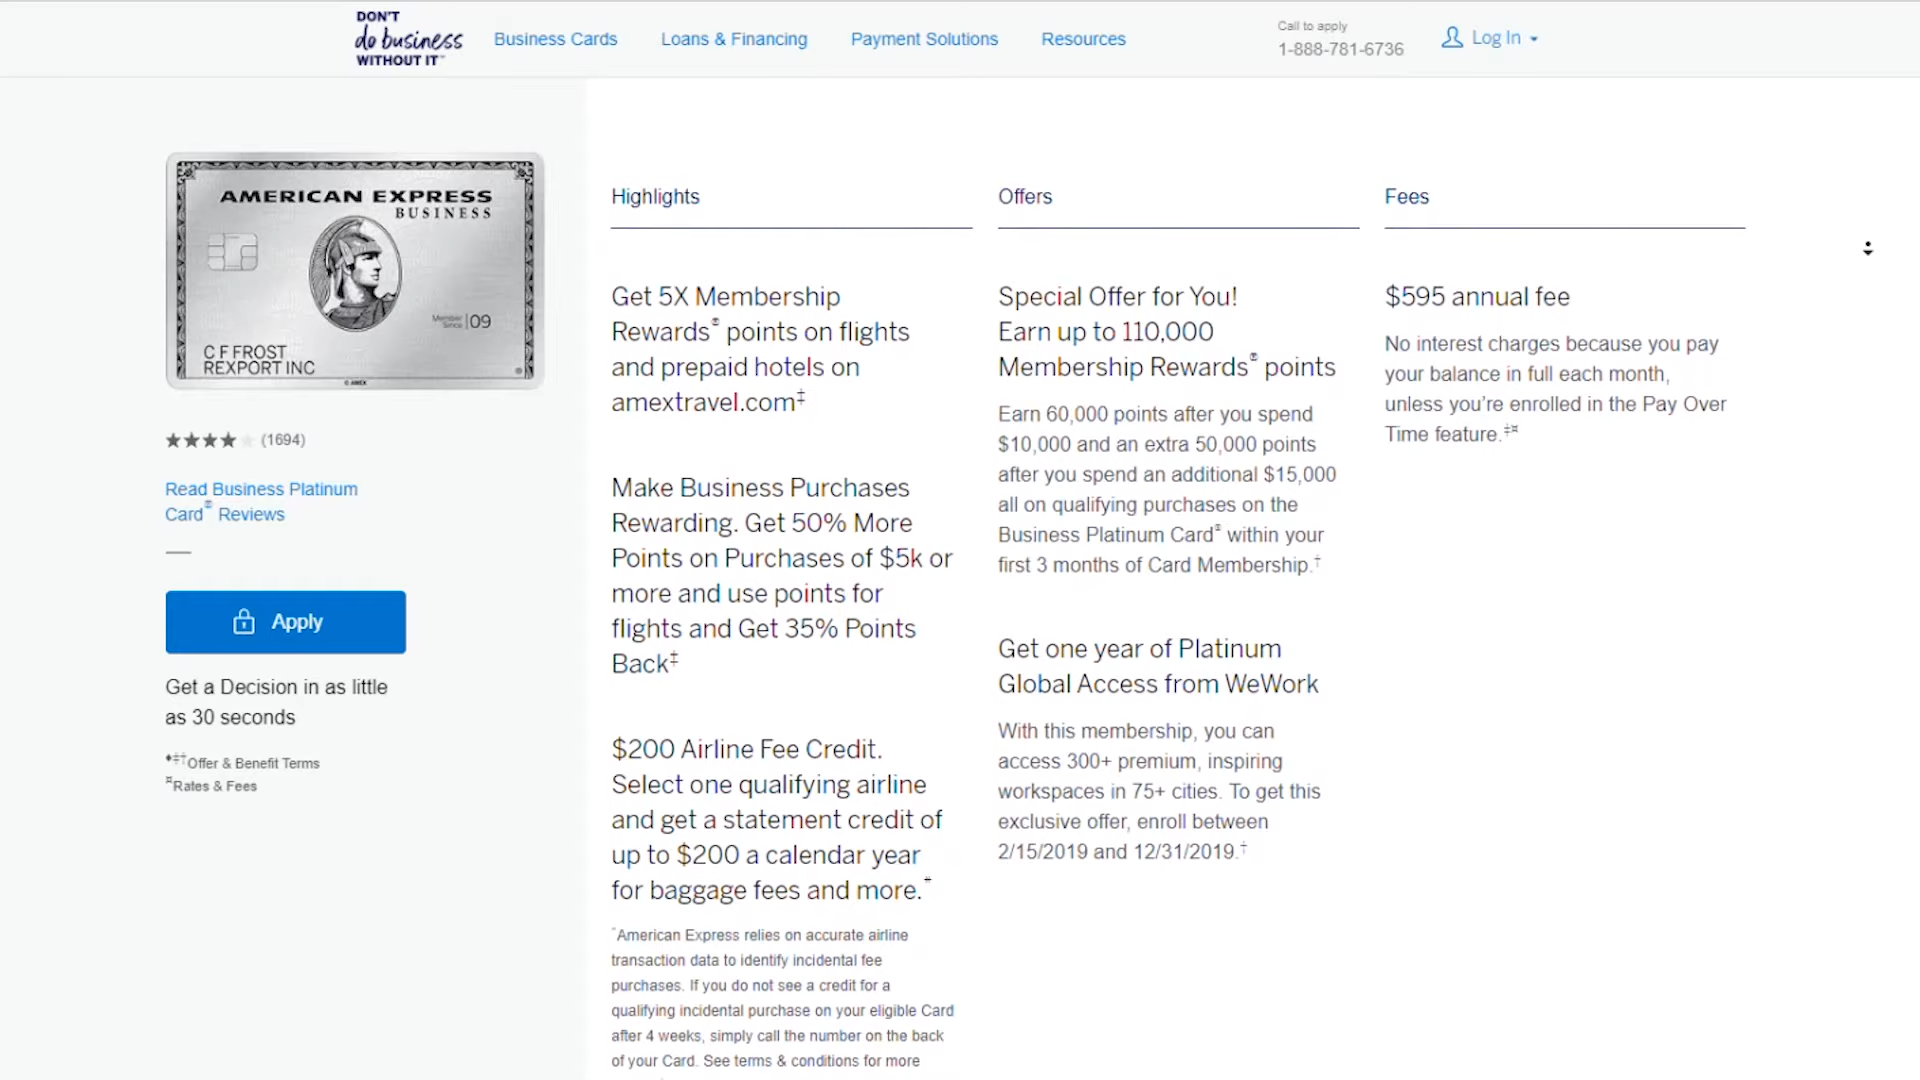 DON'T
do business
WITHOUT IT™
Business Cards
Loans & Financing
Payment Solutions
Resources
Call to apply
1-888-781-6736
Log In
AMERICAN EXPRESS
BUSINESS
Member
Since 09
C F FROST
REXPORT INC
© AMEX
(1694)
Read Business Platinum
Card® Reviews
Apply
Get a Decision in as little
as 30 seconds
♦‡†Offer & Benefit Terms
¤Rates & Fees
Highlights
Get 5X Membership
Rewards® points on flights
and prepaid hotels on
amextravel.com‡
Make Business Purchases
Rewarding. Get 50% More
Points on Purchases of $5k or
more and use points for
flights and Get 35% Points
Back‡
$200 Airline Fee Credit.
Select one qualifying airline
and get a statement credit of
up to $200 a calendar year
for baggage fees and more.*
*American Express relies on accurate airline
transaction data to identify incidental fee
purchases. If you do not see a credit for a
qualifying incidental purchase on your eligible Card
after 4 weeks, simply call the number on the back
of your Card. See terms & conditions for more
Offers
Special Offer for You!
Earn up to 110,000
Membership Rewards® points
Earn 60,000 points after you spend
$10,000 and an extra 50,000 points
after you spend an additional $15,000
all on qualifying purchases on the
Business Platinum Card® within your
first 3 months of Card Membership.†
Get one year of Platinum
Global Access from WeWork
With this membership, you can
access 300+ premium, inspiring
workspaces in 75+ cities. To get this
exclusive offer, enroll between
2/15/2019 and 12/31/2019.†
Fees
$595 annual fee
No interest charges because you pay
your balance in full each month,
unless you’re enrolled in the Pay Over
Time feature.‡¤